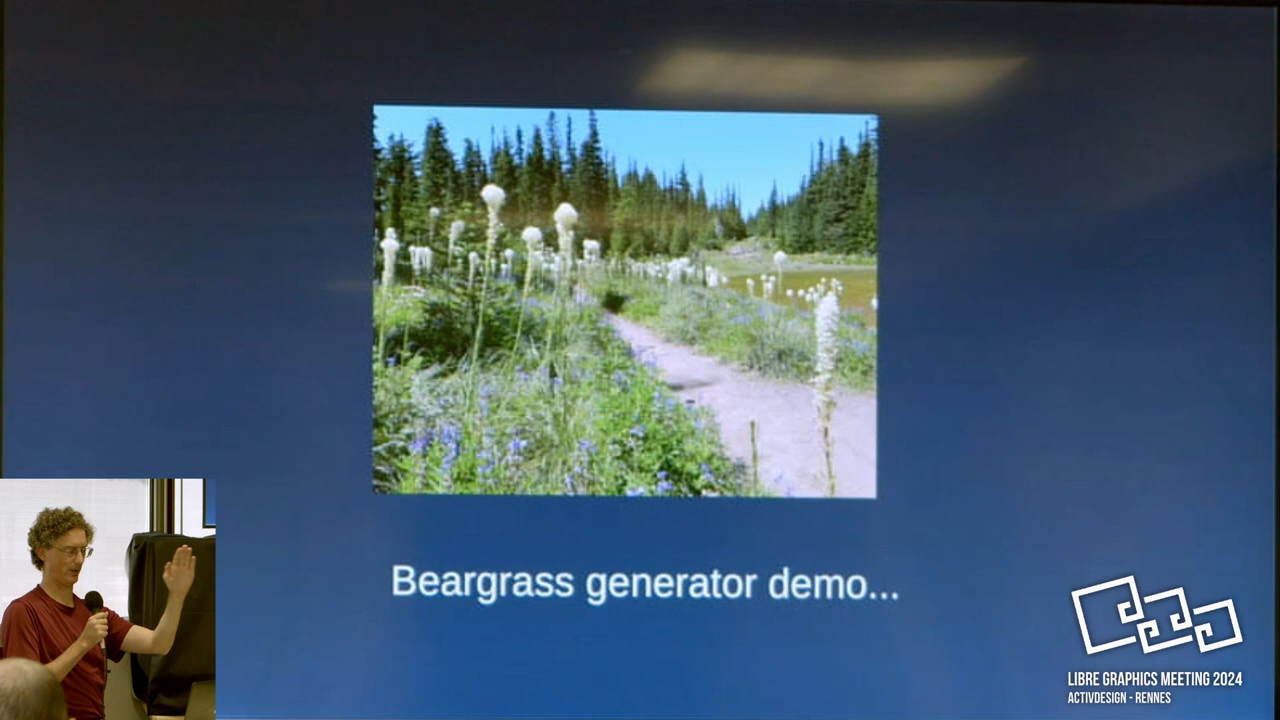 Beargrass generator demo...
LIBRE GRAPHICS MEETING 2024
ACTIVDESIGN - RENNES